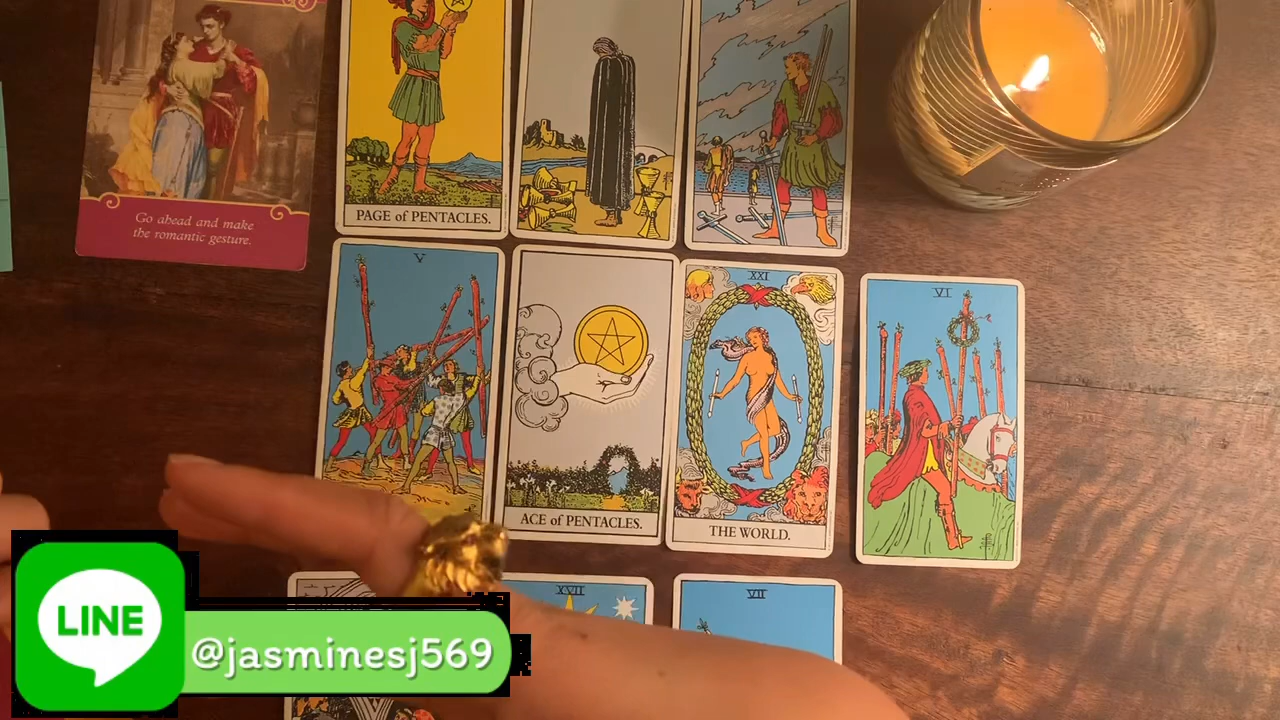 Go ahead and make
the romantic gesture.
PAGE of PENTACLES.
V
ACE of PENTACLES.
XXI
THE WORLD.
VI
XVII
VII
LINE
@jasminesj569